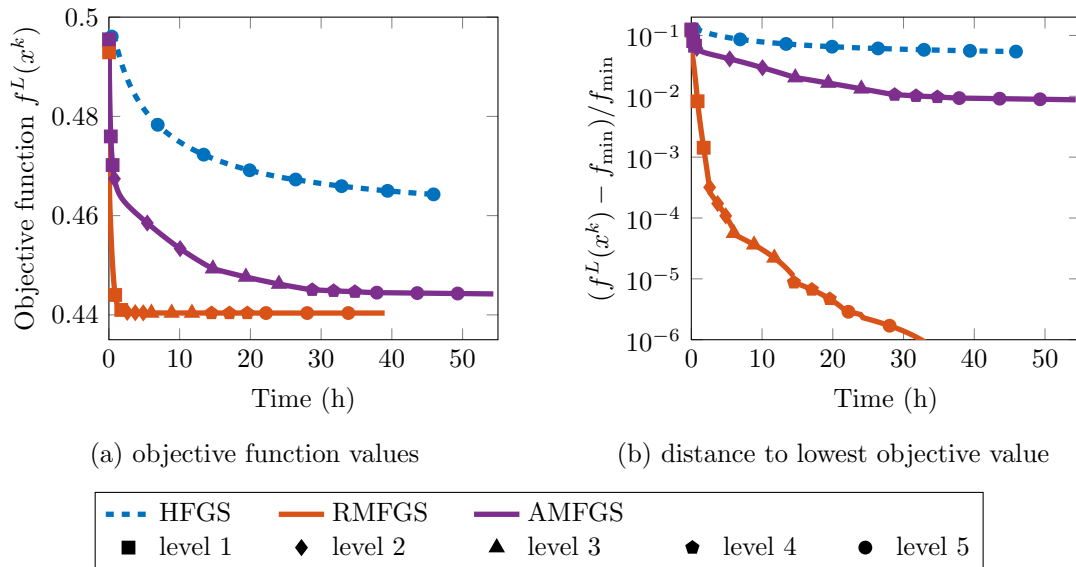 0.5
0.48
0.46
0.44
0 10 20 30 40 50
Time (h)
Objective function f^L(x^k)
(a) objective function values
10^−1
10^−2
10^−3
10^−4
10^−5
10^−6
0 10 20 30 40 50
Time (h)
(f^L(x^k) − f_min)/f_min
(b) distance to lowest objective value
HFGS RMFGS AMFGS
level 1 level 2 level 3 level 4 level 5